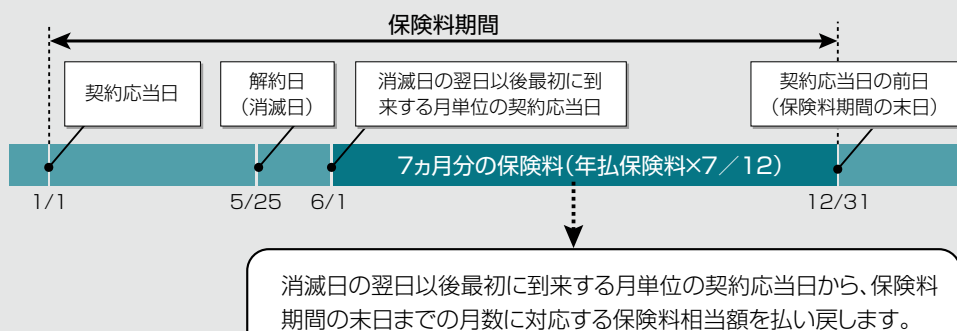 保険料期間
契約応当日
解約日
(消滅日)
消滅日の翌日以後最初に到
来する月単位の契約応当日
契約応当日の前日
(保険料期間の末日)
7ヵ月分の保険料(年払保険料×7/12)
1/1
5/25
6/1
12/31
消滅日の翌日以後最初に到来する月単位の契約応当日から、保険料
期間の末日までの月数に対応する保険料相当額を払い戻します。